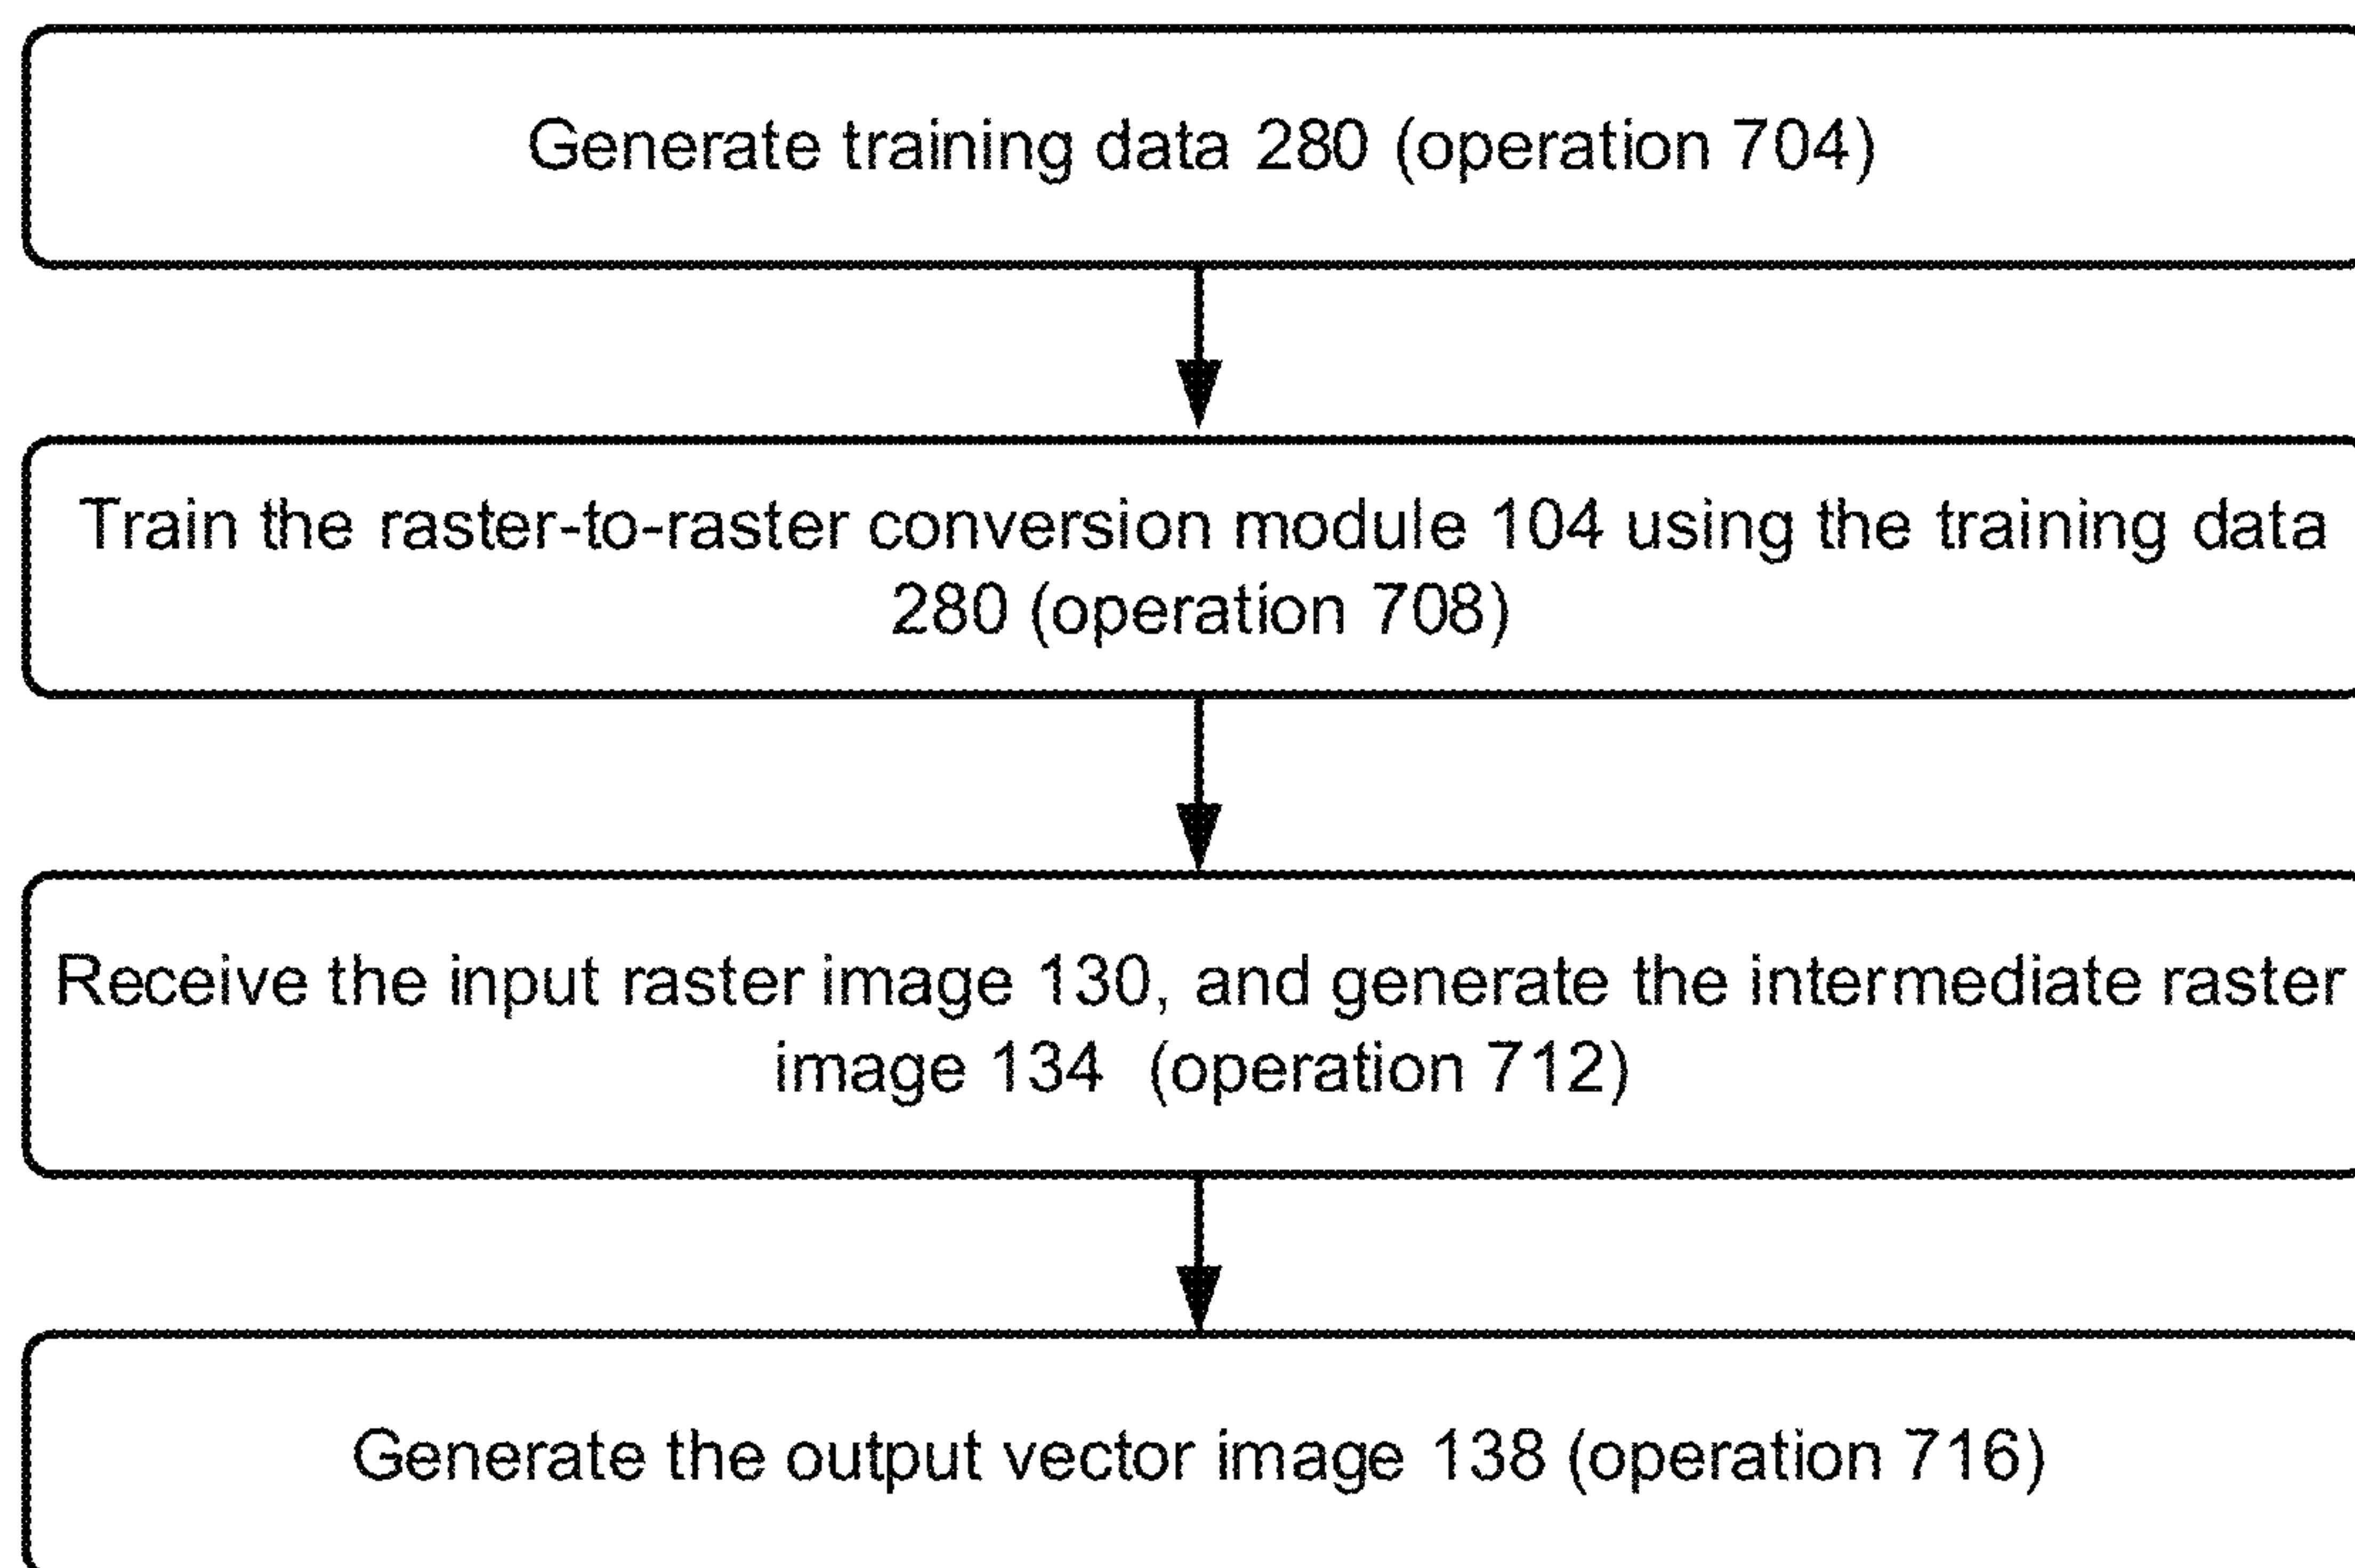 Generate training data 280 (operation 704)
Train the raster-to-raster conversion module 104 using the training data
280 (operation 708)
Receive the input raster image 130, and generate the intermediate raster
image 134 (operation 712)
Generate the output vector image 138 (operation 716)